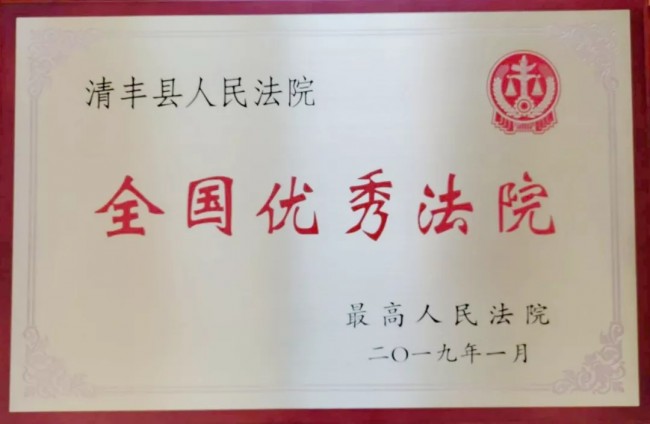 清丰县人民法院
全国优秀法院
最高人民法院
二〇一九年一月